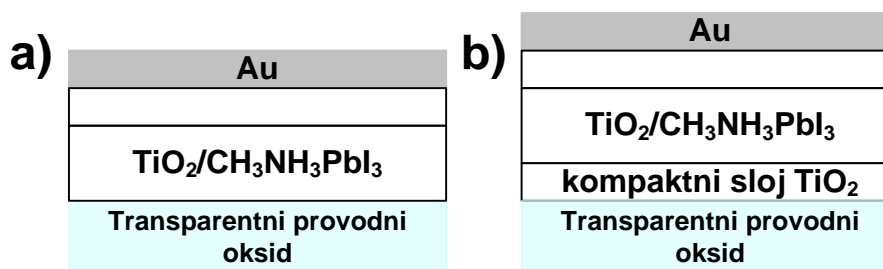 a)
Au
TiO₂/CH₃NH₃PbI₃
Transparentni provodni
oksid
b)
Au
TiO₂/CH₃NH₃PbI₃
kompaktni sloj TiO₂
Transparentni provodni
oksid